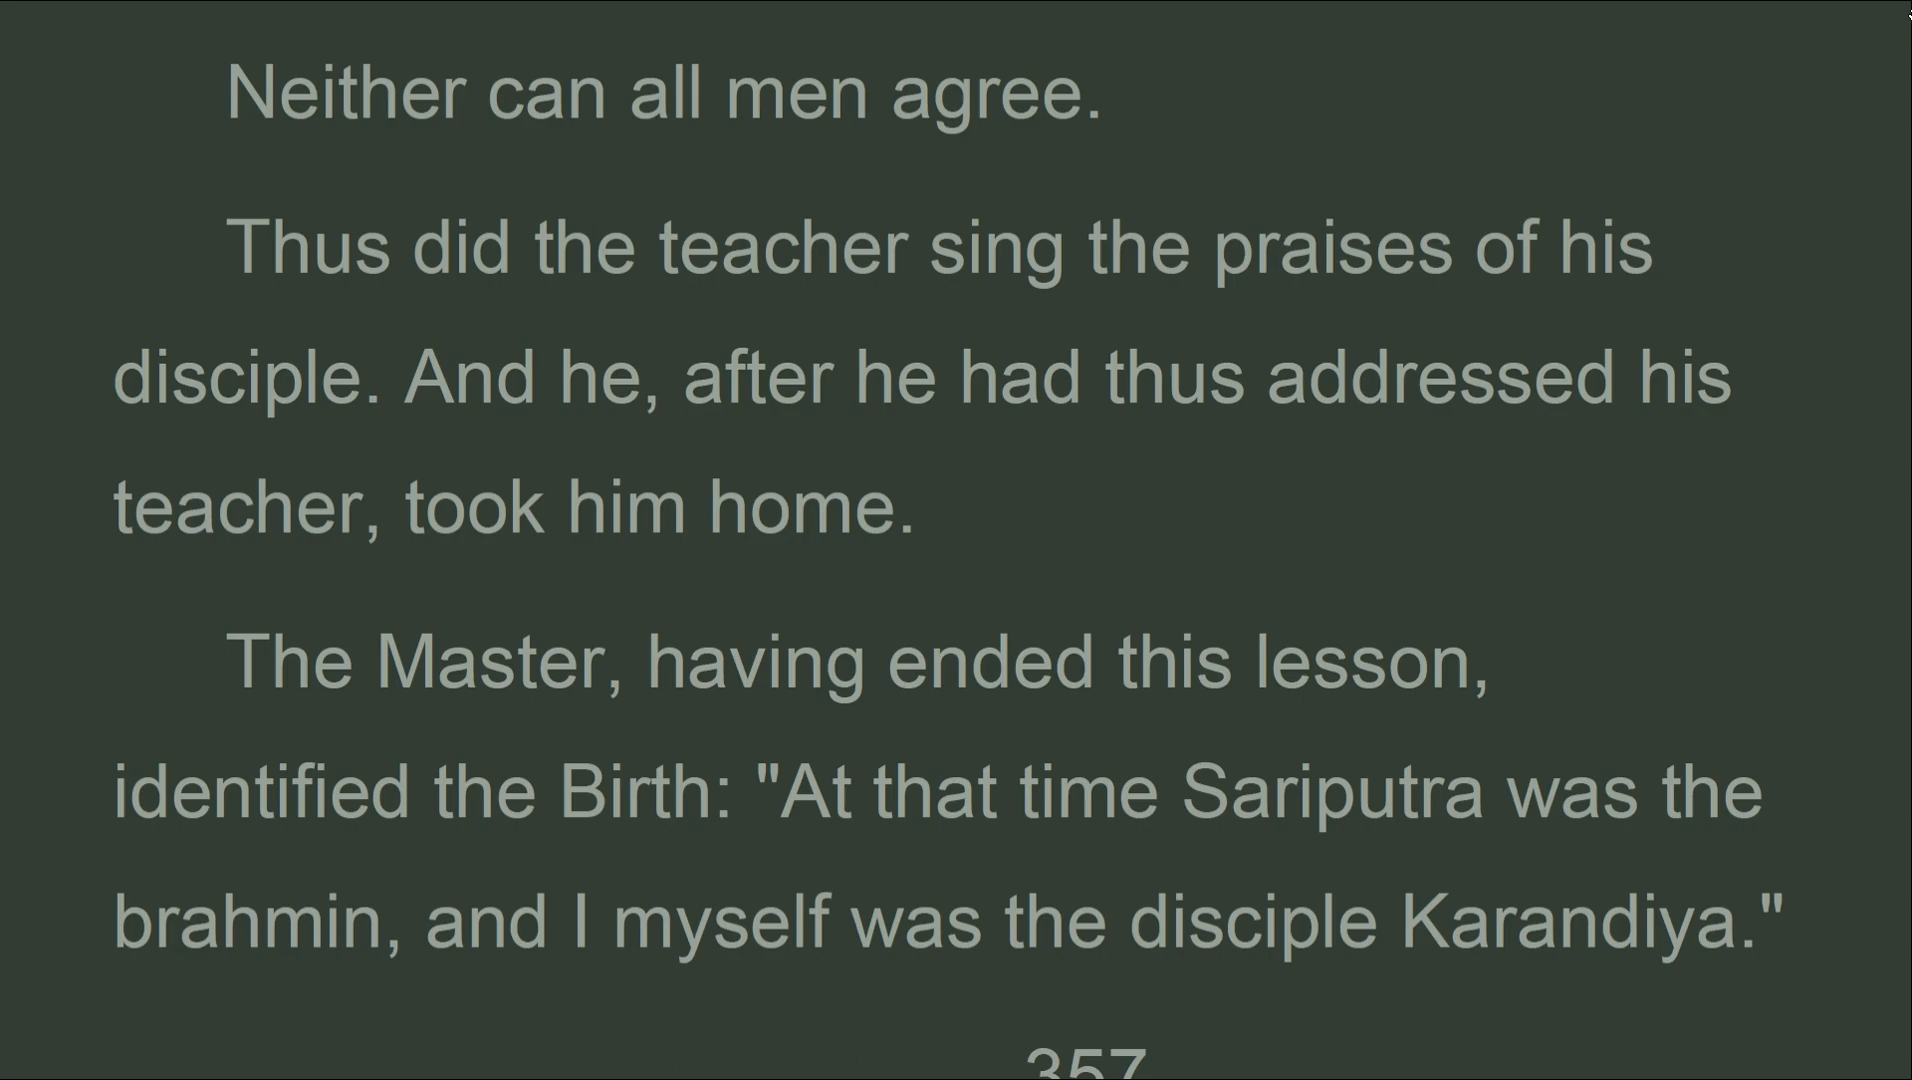 Neither can all men agree.
Thus did the teacher sing the praises of his
disciple. And he, after he had thus addressed his
teacher, took him home.
The Master, having ended this lesson,
identified the Birth: "At that time Sariputra was the
brahmin, and I myself was the disciple Karandiya."
357